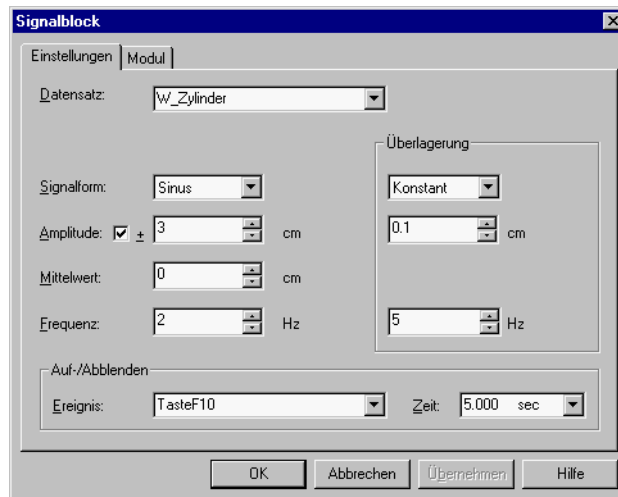 Signalblock
Einstellungen Modul
Datensatz: W_Zylinder
Überlagerung
Signalform: Sinus Konstant
Amplitude: ± 3 cm 0.1 cm
Mittelwert: 0 cm
Frequenz: 2 Hz 5 Hz
Auf-/Abblenden
Ereignis: TasteF10 Zeit: 5.000 sec
OK Abbrechen Übernehmen Hilfe